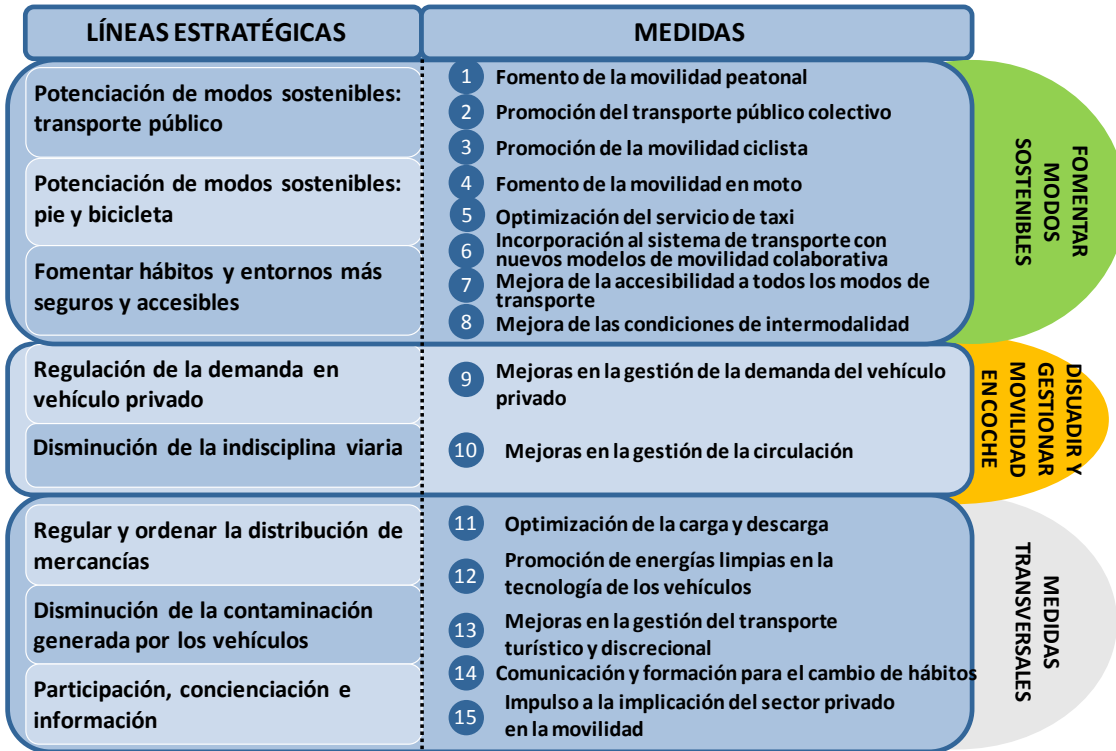 LÍNEAS ESTRATÉGICAS
MEDIDAS
Potenciación de modos sostenibles:
transporte público
Potenciación de modos sostenibles:
pie y bicicleta
Fomentar hábitos y entornos más
seguros y accesibles
1 Fomento de la movilidad peatonal
2 Promoción del transporte público colectivo
3 Promoción de la movilidad ciclista
4 Fomento de la movilidad en moto
5 Optimización del servicio de taxi
6 Incorporación al sistema de transporte con
nuevos modelos de movilidad colaborativa
7 Mejora de la accesibilidad a todos los modos de
transporte
8 Mejora de las condiciones de intermodalidad
FOMENTAR
MODOS
SOSTENIBLES
Regulación de la demanda en
vehículo privado
Disminución de la indisciplina viaria
9 Mejoras en la gestión de la demanda del vehículo
privado
10 Mejoras en la gestión de la circulación
DISUADIR Y
GESTIONAR
MOVILIDAD
EN COCHE
Regular y ordenar la distribución de
mercancías
Disminución de la contaminación
generada por los vehículos
Participación, concienciación e
información
11 Optimización de la carga y descarga
12 Promoción de energías limpias en la
tecnología de los vehículos
13 Mejoras en la gestión del transporte
turístico y discrecional
14 Comunicación y formación para el cambio de hábitos
15 Impulso a la implicación del sector privado
en la movilidad
MEDIDAS
TRANSVERSALES